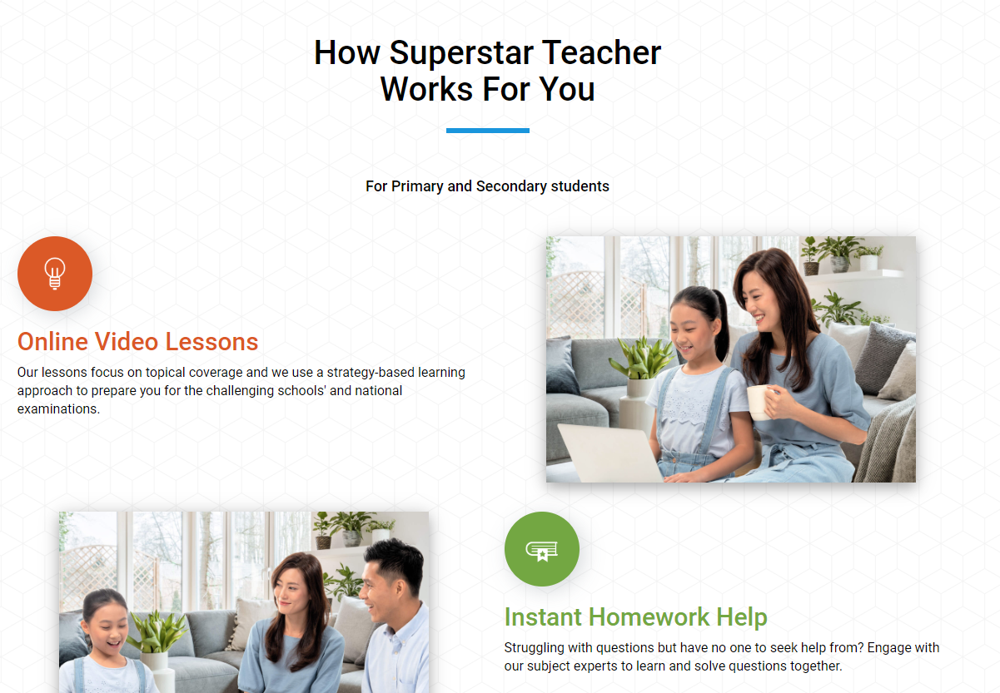 How Superstar Teacher
Works For You
For Primary and Secondary students
Online Video Lessons
Our lessons focus on topical coverage and we use a strategy-based learning
approach to prepare you for the challenging schools' and national
examinations.
Instant Homework Help
Struggling with questions but have no one to seek help from? Engage with
our subject experts to learn and solve questions together.